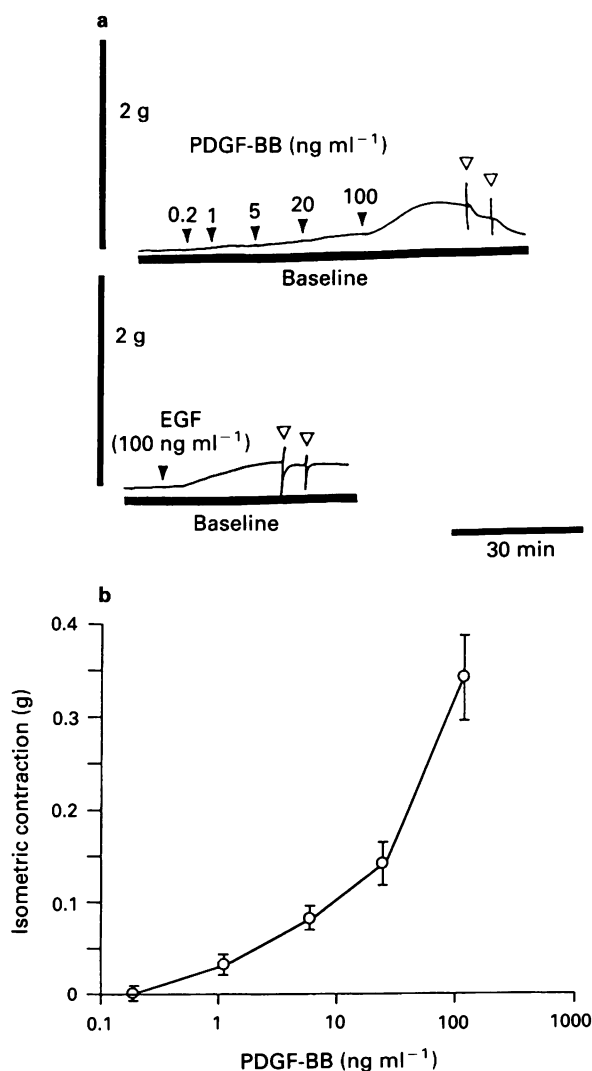 a
2 g
PDGF-BB (ng ml⁻¹)
0.2 1 5 20 100
Baseline
2 g
EGF
(100 ng ml⁻¹)
Baseline
30 min
b
0.4
0.3
0.2
0.1
0
Isometric contraction (g)
0.1 1 10 100 1000
PDGF-BB (ng ml⁻¹)